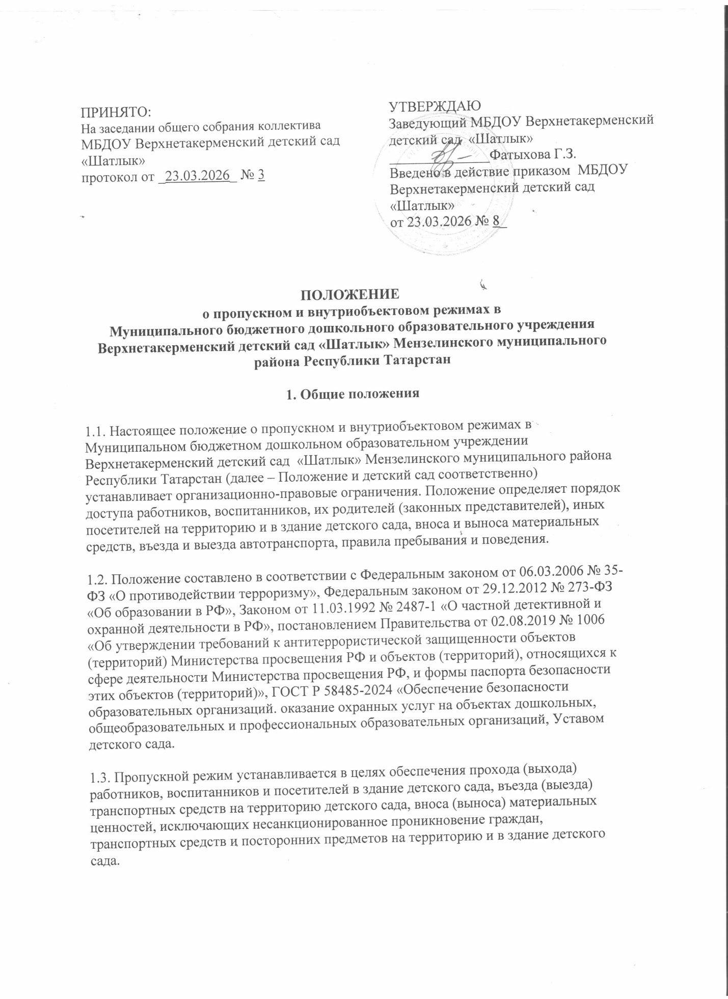 ПРИНЯТО:
На заседании общего собрания коллектива
МБДОУ Верхнетакерменский детский сад
«Шатлык»
протокол от _23.03.2026_ № 3
УТВЕРЖДАЮ
Заведующий МБДОУ Верхнетакерменский
детский сад «Шатлык»
______________Фатыхова Г.З.
Введено в действие приказом МБДОУ
Верхнетакерменский детский сад
«Шатлык»
от 23.03.2026 № 8_
ПОЛОЖЕНИЕ
о пропускном и внутриобъектовом режимах в
Муниципального бюджетного дошкольного образовательного учреждения
Верхнетакерменский детский сад «Шатлык» Мензелинского муниципального
района Республики Татарстан
1. Общие положения
1.1. Настоящее положение о пропускном и внутриобъектовом режимах в
Муниципальном бюджетном дошкольном образовательном учреждении
Верхнетакерменский детский сад «Шатлык» Мензелинского муниципального района
Республики Татарстан (далее – Положение и детский сад соответственно)
устанавливает организационно-правовые ограничения. Положение определяет порядок
доступа работников, воспитанников, их родителей (законных представителей), иных
посетителей на территорию и в здание детского сада, вноса и выноса материальных
средств, въезда и выезда автотранспорта, правила пребывания и поведения.
1.2. Положение составлено в соответствии с Федеральным законом от 06.03.2006 № 35-
ФЗ «О противодействии терроризму», Федеральным законом от 29.12.2012 № 273-ФЗ
«Об образовании в РФ», Законом от 11.03.1992 № 2487-1 «О частной детективной и
охранной деятельности в РФ», постановлением Правительства от 02.08.2019 № 1006
«Об утверждении требований к антитеррористической защищенности объектов
(территорий) Министерства просвещения РФ и объектов (территорий), относящихся к
сфере деятельности Министерства просвещения РФ, и формы паспорта безопасности
этих объектов (территорий)», ГОСТ Р 58485-2024 «Обеспечение безопасности
образовательных организаций. оказание охранных услуг на объектах дошкольных,
общеобразовательных и профессиональных образовательных организаций, Уставом
детского сада.
1.3. Пропускной режим устанавливается в целях обеспечения прохода (выхода)
работников, воспитанников и посетителей в здание детского сада, въезда (выезда)
транспортных средств на территорию детского сада, вноса (выноса) материальных
ценностей, исключающих несанкционированное проникновение граждан,
транспортных средств и посторонних предметов на территорию и в здание детского
сада.